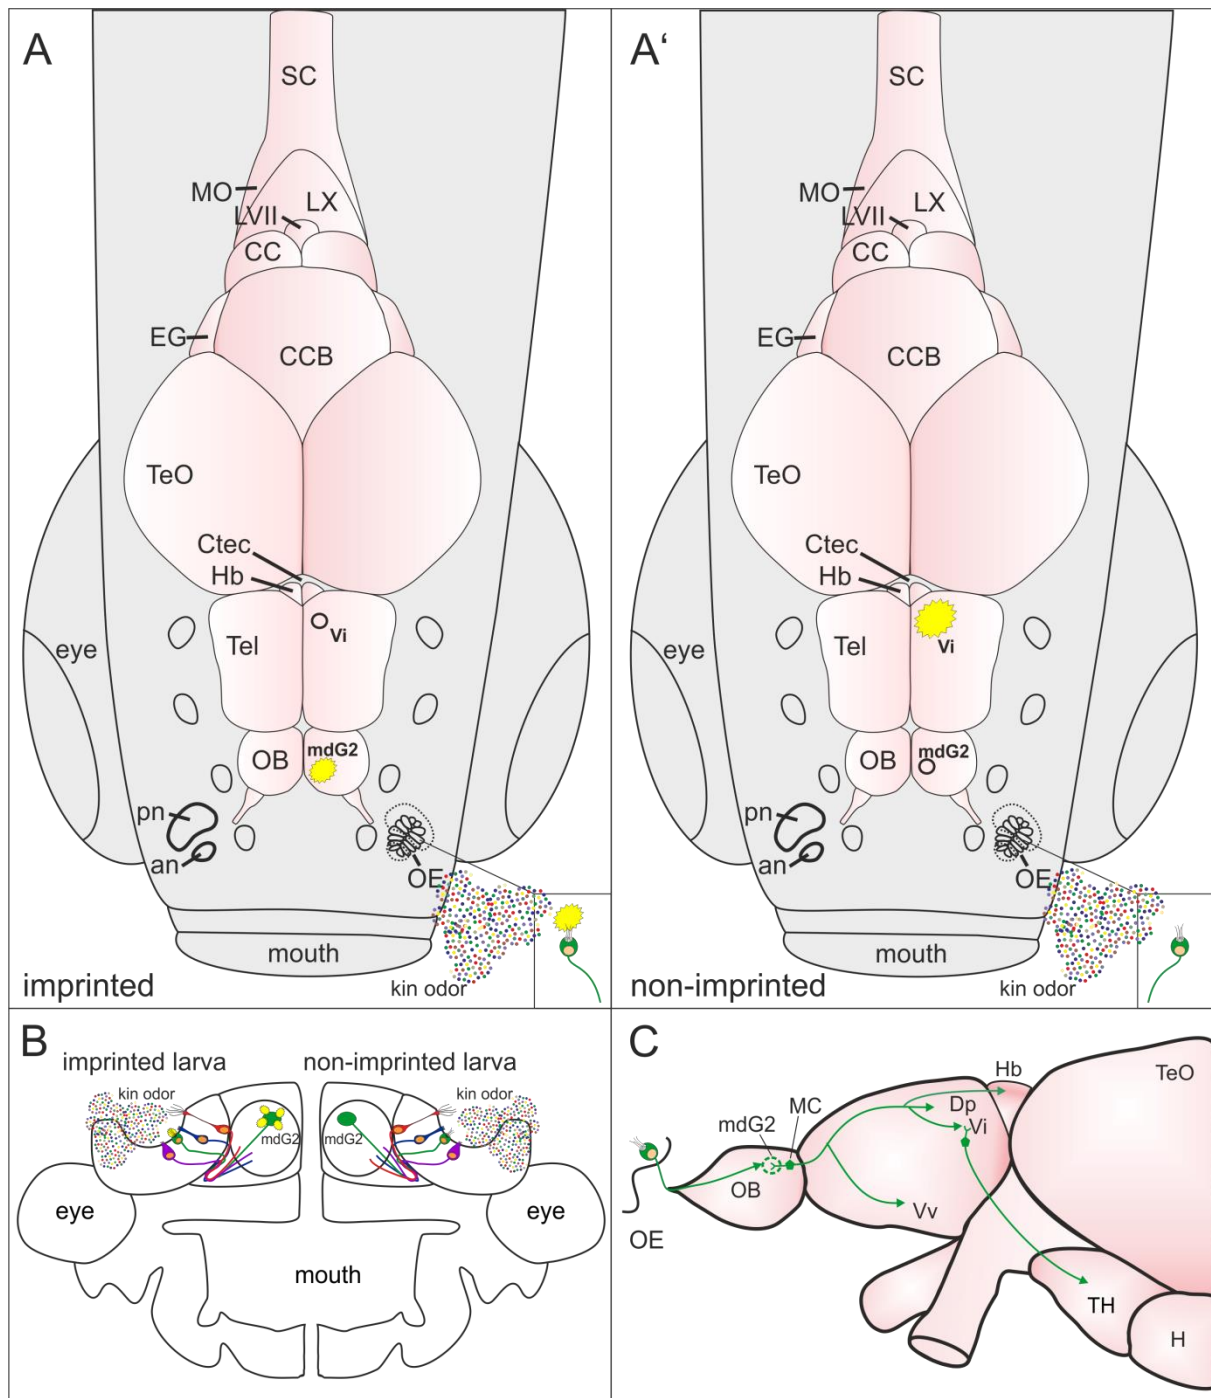 A
SC
MO
LX
LVII
CC
EG
CCB
TeO
Ctec
Hb
Vi
eye
Tel
mdG2
OB
pn
an
OE
mouth
kin odor
imprinted
A‘
SC
MO
LX
LVII
CC
EG
CCB
TeO
Ctec
Hb
Vi
eye
Tel
mdG2
OB
pn
an
OE
mouth
kin odor
non-imprinted
B
imprinted larva
non-imprinted larva
kin odor
kin odor
mdG2
mdG2
eye
eye
mouth
C
Hb
TeO
MC
mdG2
Dp
Vi
OB
Vv
OE
TH
H